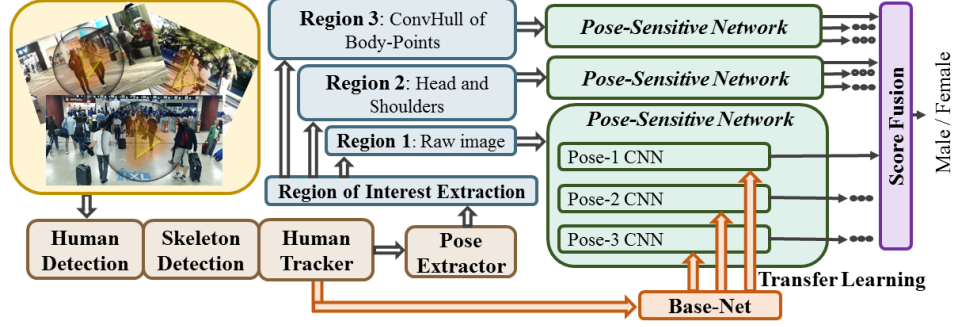 Region 3: ConvHull of
Body-Points
Pose-Sensitive Network
Region 2: Head and
Shoulders
Pose-Sensitive Network
Region 1: Raw image
Pose-Sensitive Network
Pose-1 CNN
Pose-2 CNN
Pose-3 CNN
Region of Interest Extraction
Human
Detection
Skeleton
Detection
Human
Tracker
Pose
Extractor
Base-Net
Transfer Learning
Score Fusion
Male / Female
XL